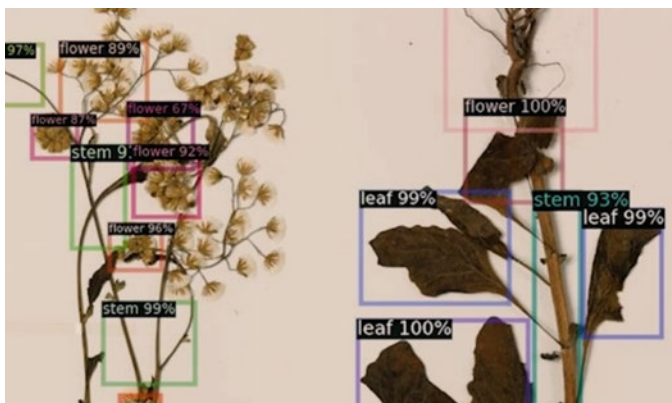 97%
flower 89%
flower 67%
flower 87%
stem 9
flower 92%
flower 96%
stem 99%
flower 100%
leaf 99%
stem 93%
leaf 99%
leaf 100%